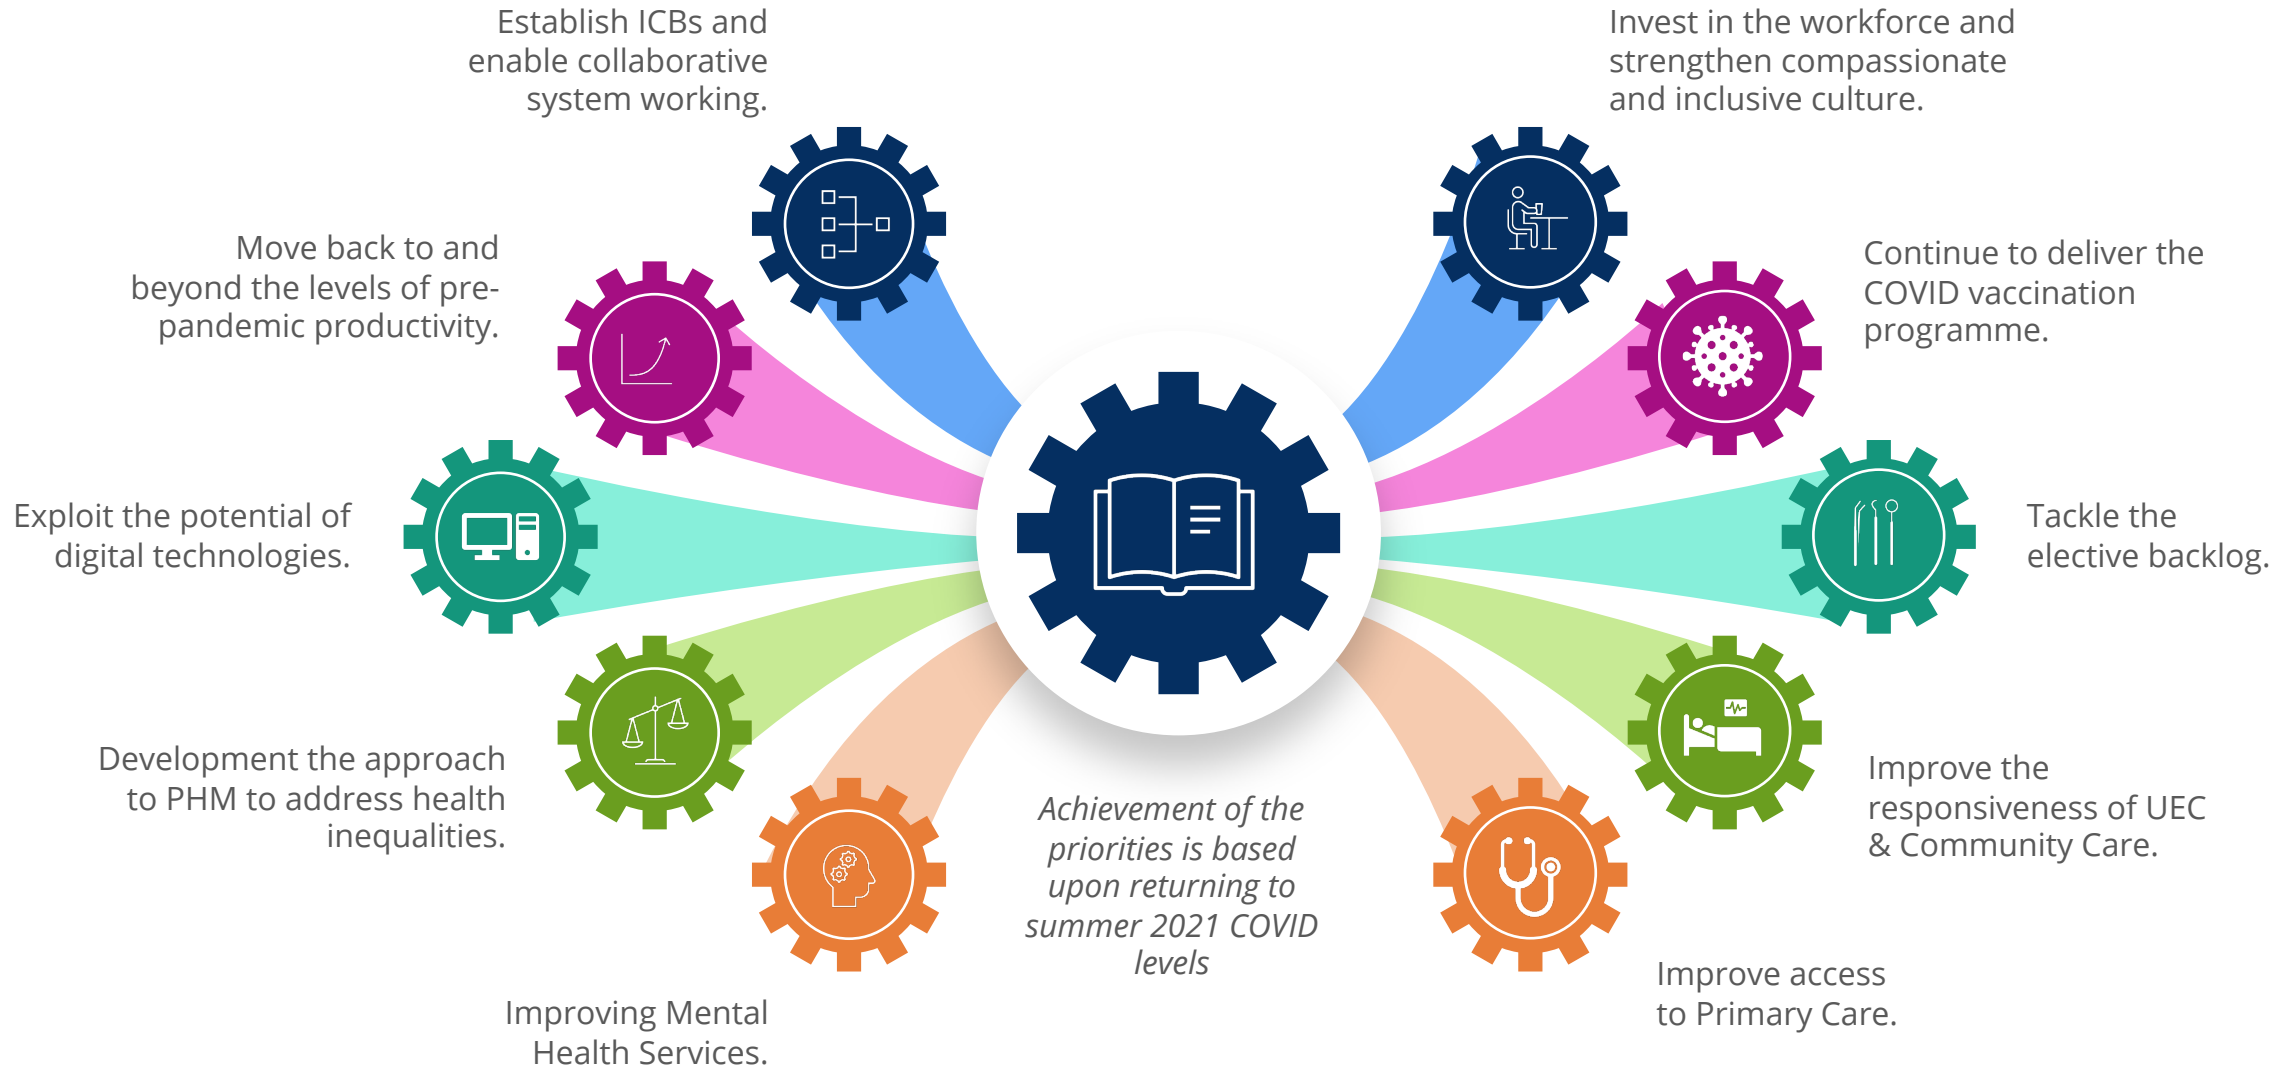 Establish ICBs and
enable collaborative
system working.
Invest in the workforce and
strengthen compassionate
and inclusive culture.
Move back to and
beyond the levels of pre-
pandemic productivity.
Continue to deliver the
COVID vaccination
programme.
Exploit the potential of
digital technologies.
Tackle the
elective backlog.
Development the approach
to PHM to address health
inequalities.
Improve the
responsiveness of UEC
& Community Care.
Achievement of the
priorities is based
upon returning to
summer 2021 COVID
levels
Improving Mental
Health Services.
Improve access
to Primary Care.